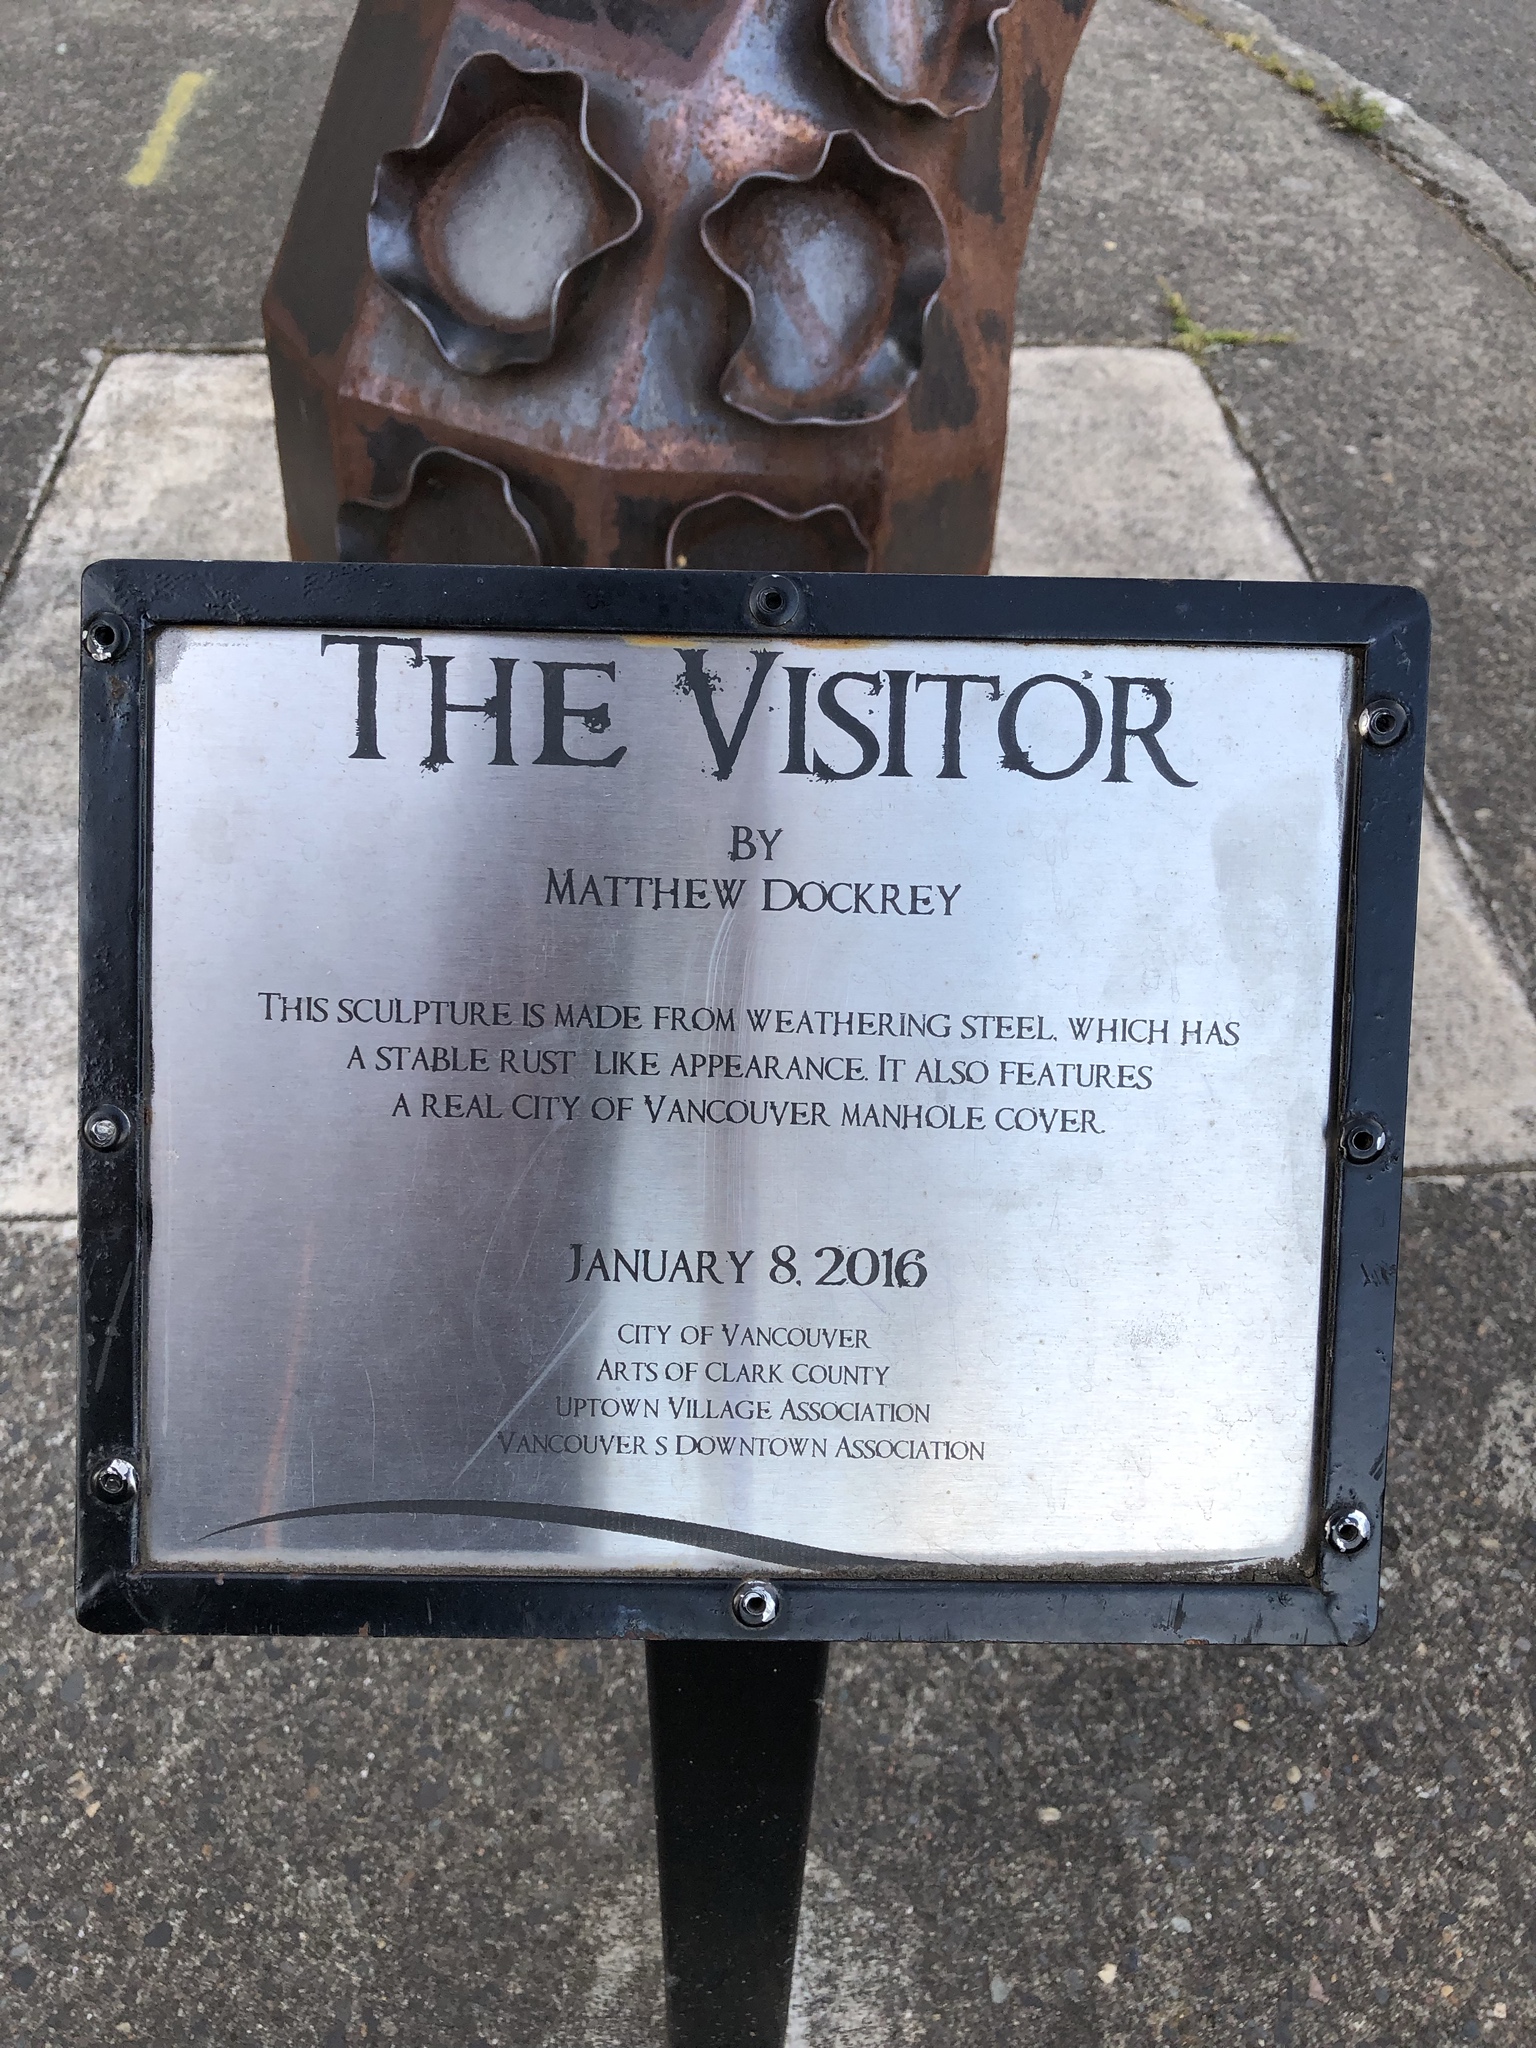 The Visitor
By
Matthew Dockrey
This sculpture is made from weathering steel, which has
a stable rust like appearance. It also features
a real City of Vancouver manhole cover.
January 8, 2016
City of Vancouver
Arts of Clark County
Uptown Village Association
Vancouver s Downtown Association